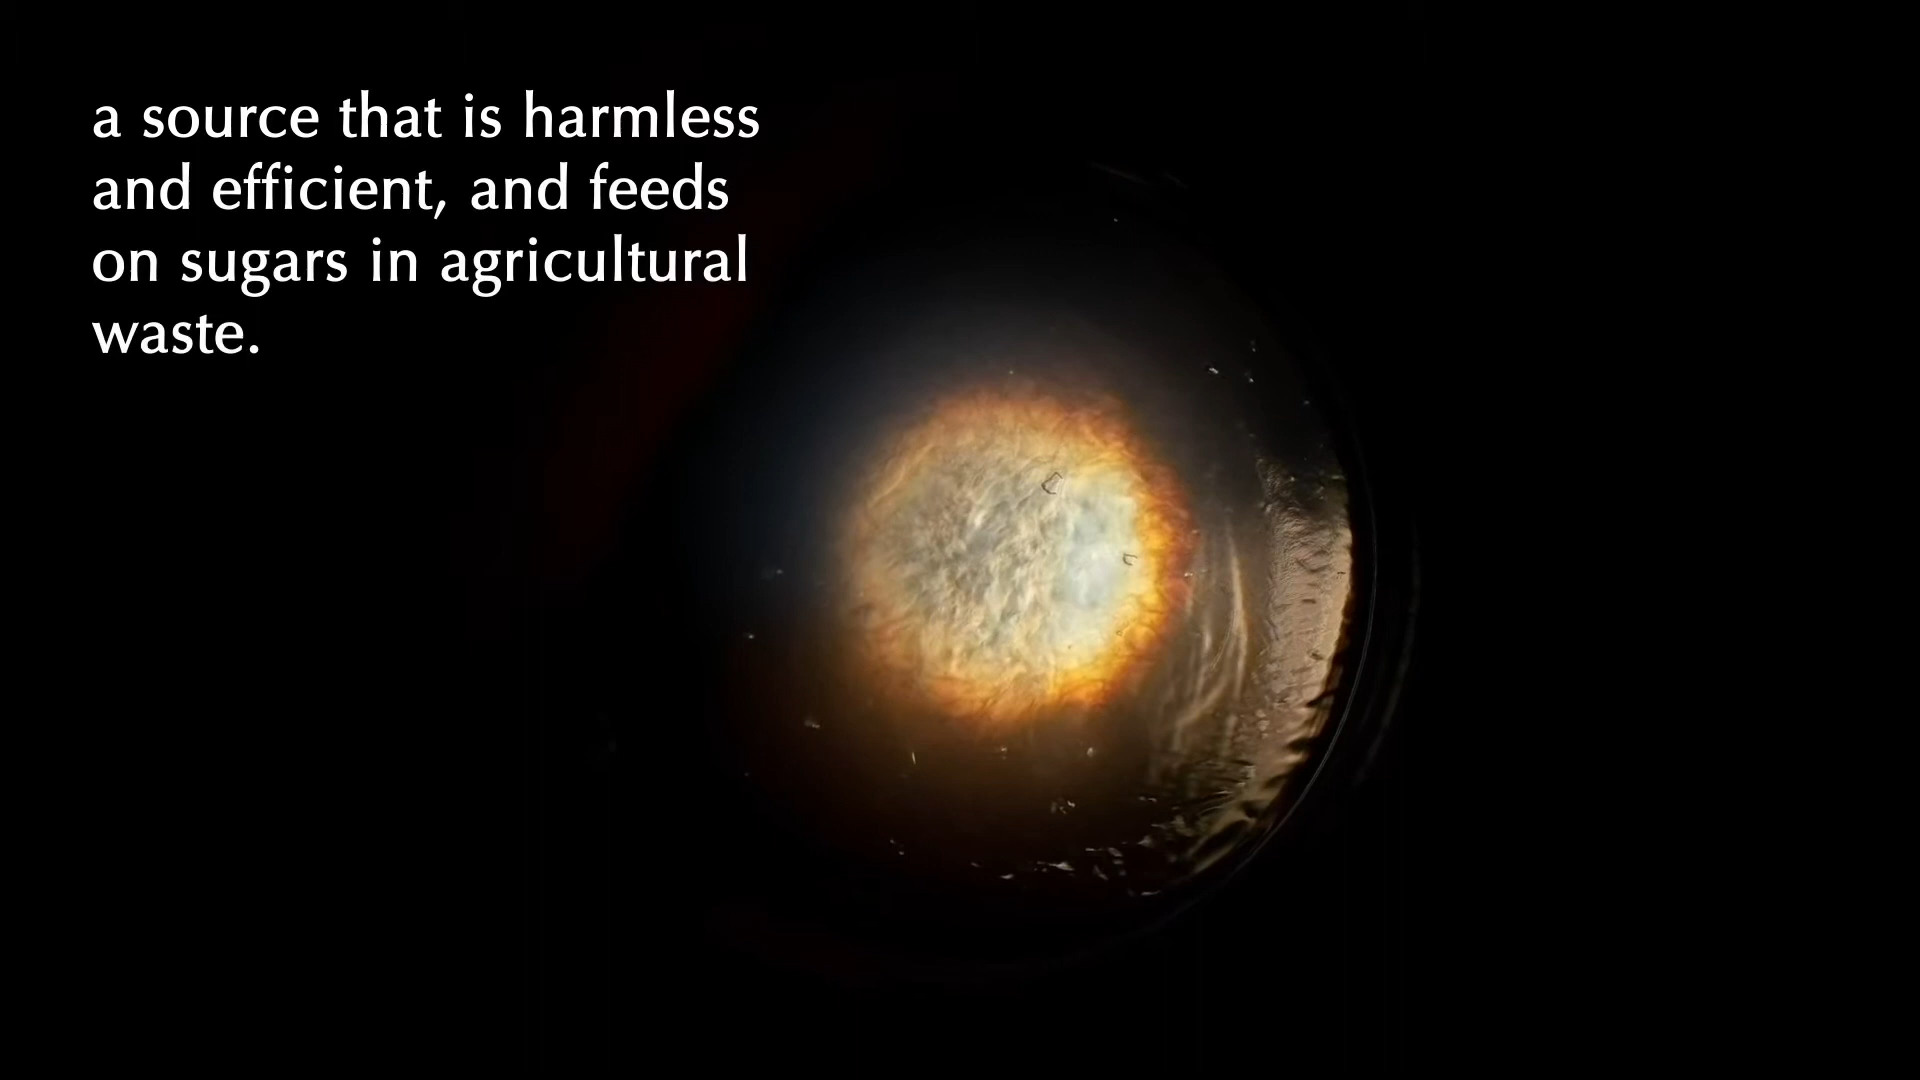 a source that is harmless
and efficient, and feeds
on sugars in agricultural
waste.